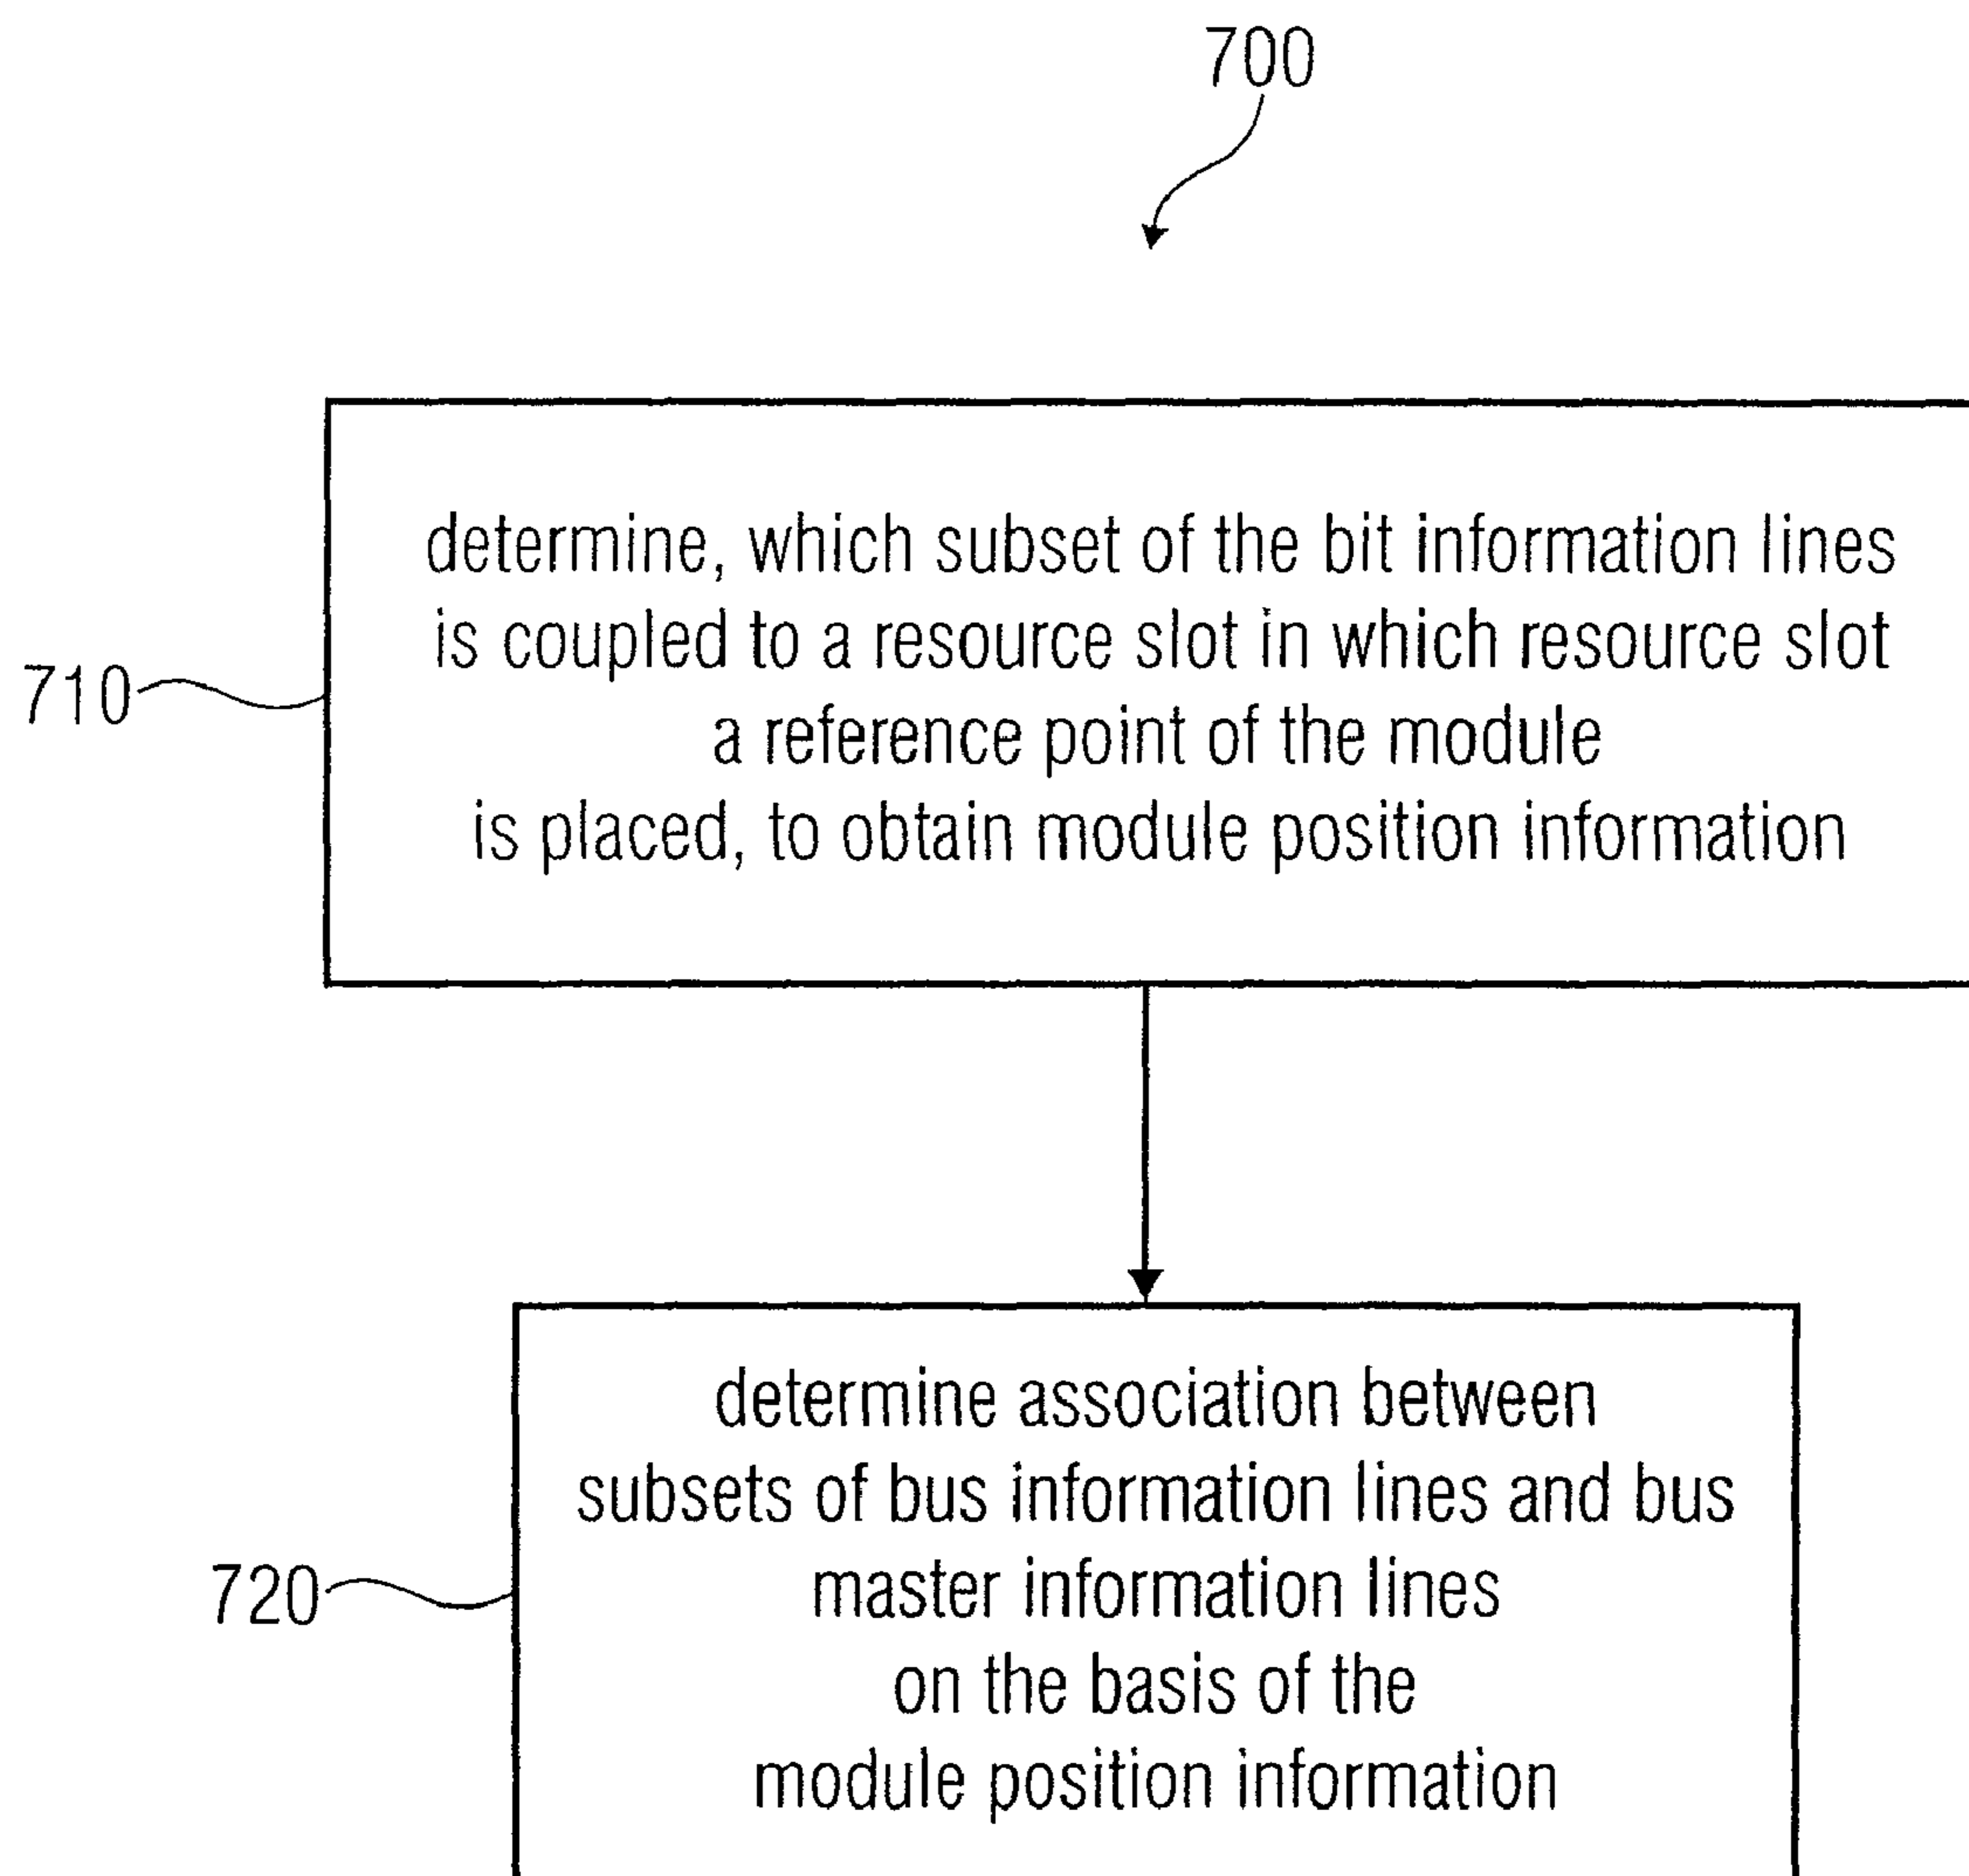 700
determine, which subset of the bit information lines
is coupled to a resource slot in which resource slot
a reference point of the module
is placed, to obtain module position information
710
determine association between
subsets of bus information lines and bus
master information lines
on the basis of the
module position information
720